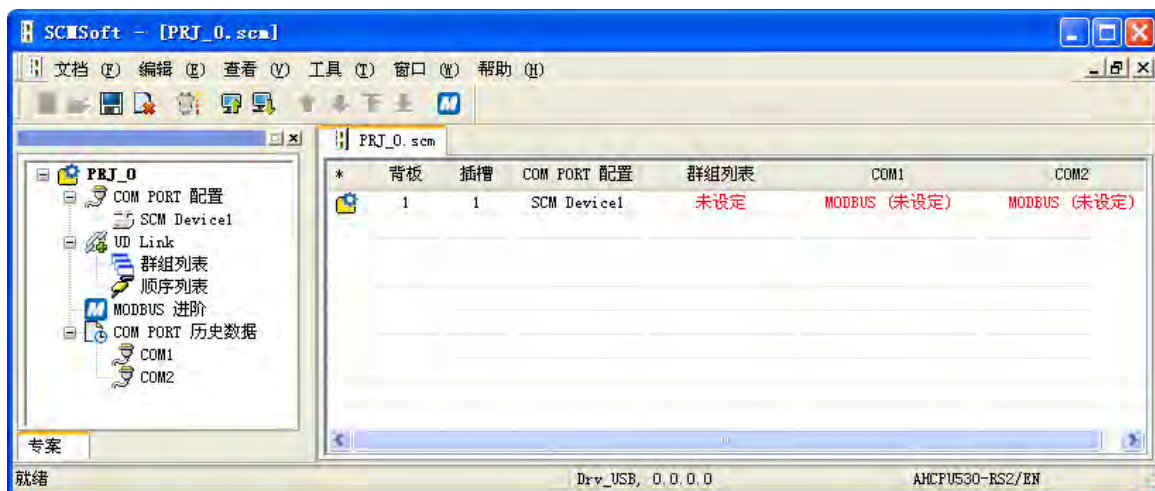 SCMSoft - [PRJ_0.scm]
文档 (F) 编辑 (E) 查看 (V) 工具 (T) 窗口 (W) 帮助 (H)
PRJ_0.scm
PRJ_0
COM PORT 配置
SCM Device1
UD Link
群组列表
顺序列表
MODBUS 进阶
COM PORT 历史数据
COM1
COM2
专案
* 背板 插槽 COM PORT 配置 群组列表 COM1 COM2
1 1 SCM Device1 未设定 MODBUS (未设定) MODBUS (未设定)
就绪 Drv_USB, 0.0.0.0 AHCPU530-RS2/EN